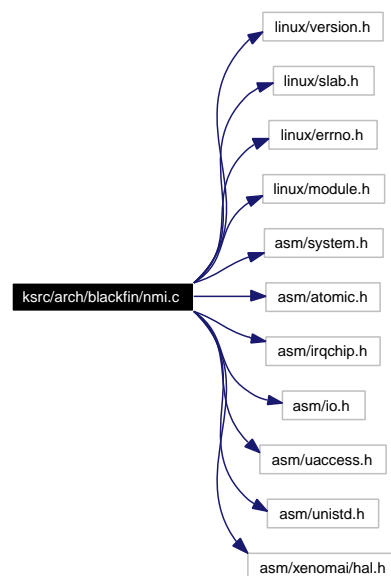 linux/version.h
linux/slab.h
linux/errno.h
linux/module.h
asm/system.h
ksrc/arch/blackfin/nmi.c
asm/atomic.h
asm/irqchip.h
asm/io.h
asm/uaccess.h
asm/unistd.h
asm/xenomai/hal.h